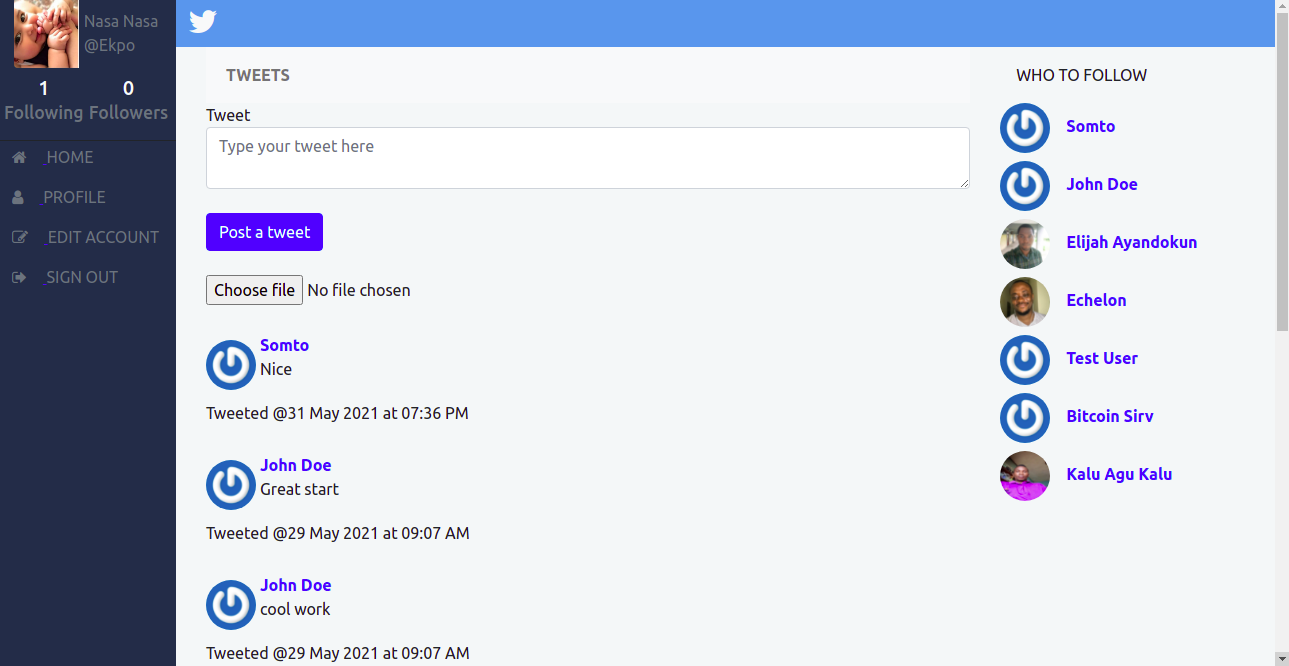 Nasa Nasa
@Ekpo
1 0
Following Followers
HOME
PROFILE
EDIT ACCOUNT
SIGN OUT
TWEETS
Tweet
Type your tweet here
Post a tweet
Choose file No file chosen
Somto
Nice
Tweeted @31 May 2021 at 07:36 PM
John Doe
Great start
Tweeted @29 May 2021 at 09:07 AM
John Doe
cool work
Tweeted @29 May 2021 at 09:07 AM
WHO TO FOLLOW
Somto
John Doe
Elijah Ayandokun
Echelon
Test User
Bitcoin Sirv
Kalu Agu Kalu